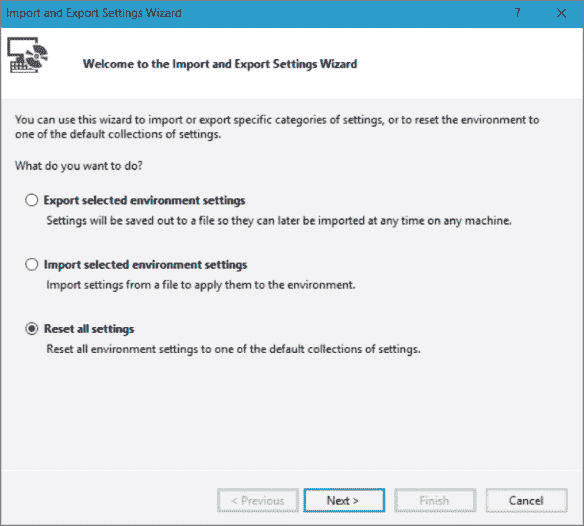 Import and Export Settings Wizard
?
Welcome to the Import and Export Settings Wizard
You can use this wizard to import or export specific categories of settings, or to reset the environment to
one of the default collections of settings.
What do you want to do?
Export selected environment settings
Settings will be saved out to a file so they can later be imported at any time on any machine.
Import selected environment settings
Import settings from a file to apply them to the environment.
Reset all settings
Reset all environment settings to one of the default collections of settings.
< Previous
Next >
Finish
Cancel